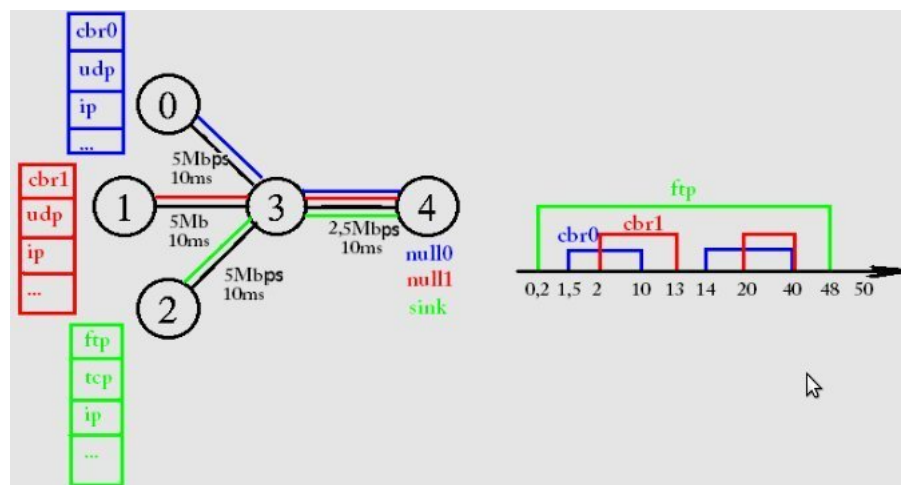 cbr0
udp
ip
...
cbr1
udp
ip
...
ftp
tcp
ip
...
0
1
2
3
4
5Mbps
10ms
5Mb
10ms
5Mbps
10ms
2,5Mbps
10ms
null0
null1
sink
ftp
cbr0
cbr1
0,2 1,5 2 10 13 14 20 40 48 50